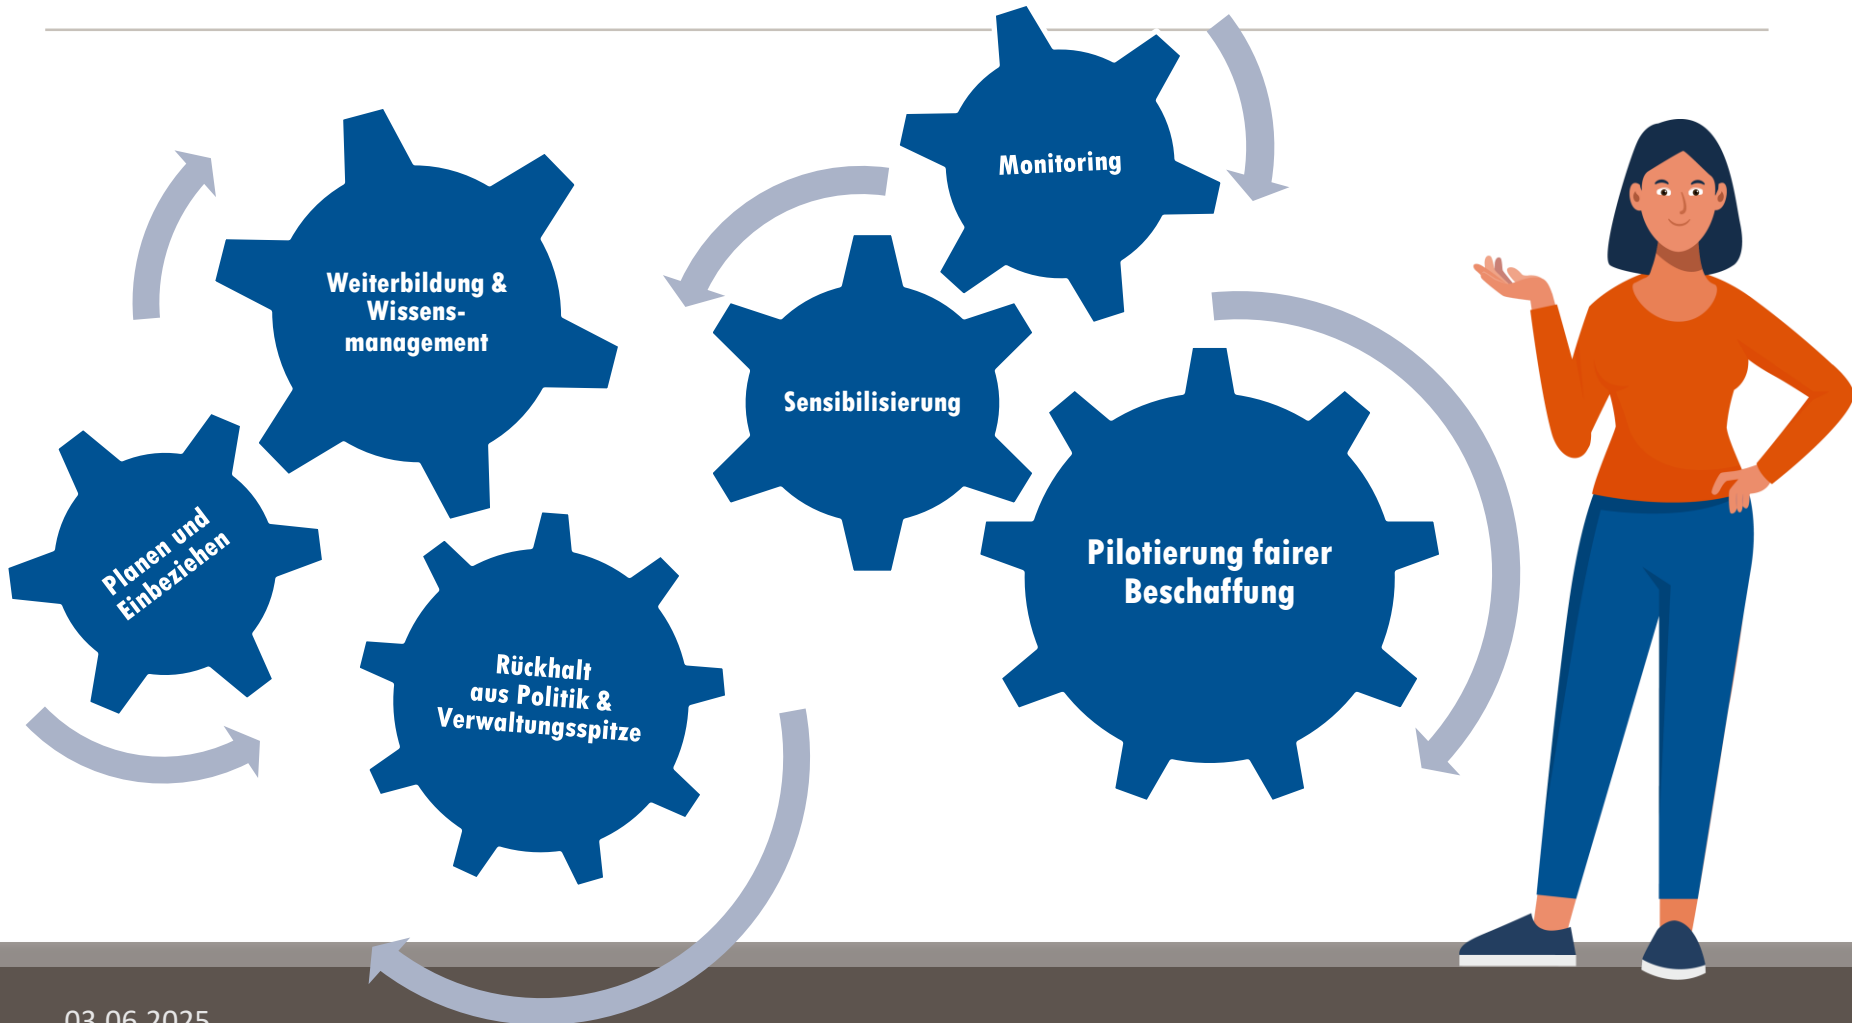 Monitoring
Weiterbildung &
Wissens-
management
Sensibilisierung
Planen und
Einbeziehen
Pilotierung fairer
Beschaffung
Rückhalt
aus Politik &
Verwaltungsspitze
03.06.2025